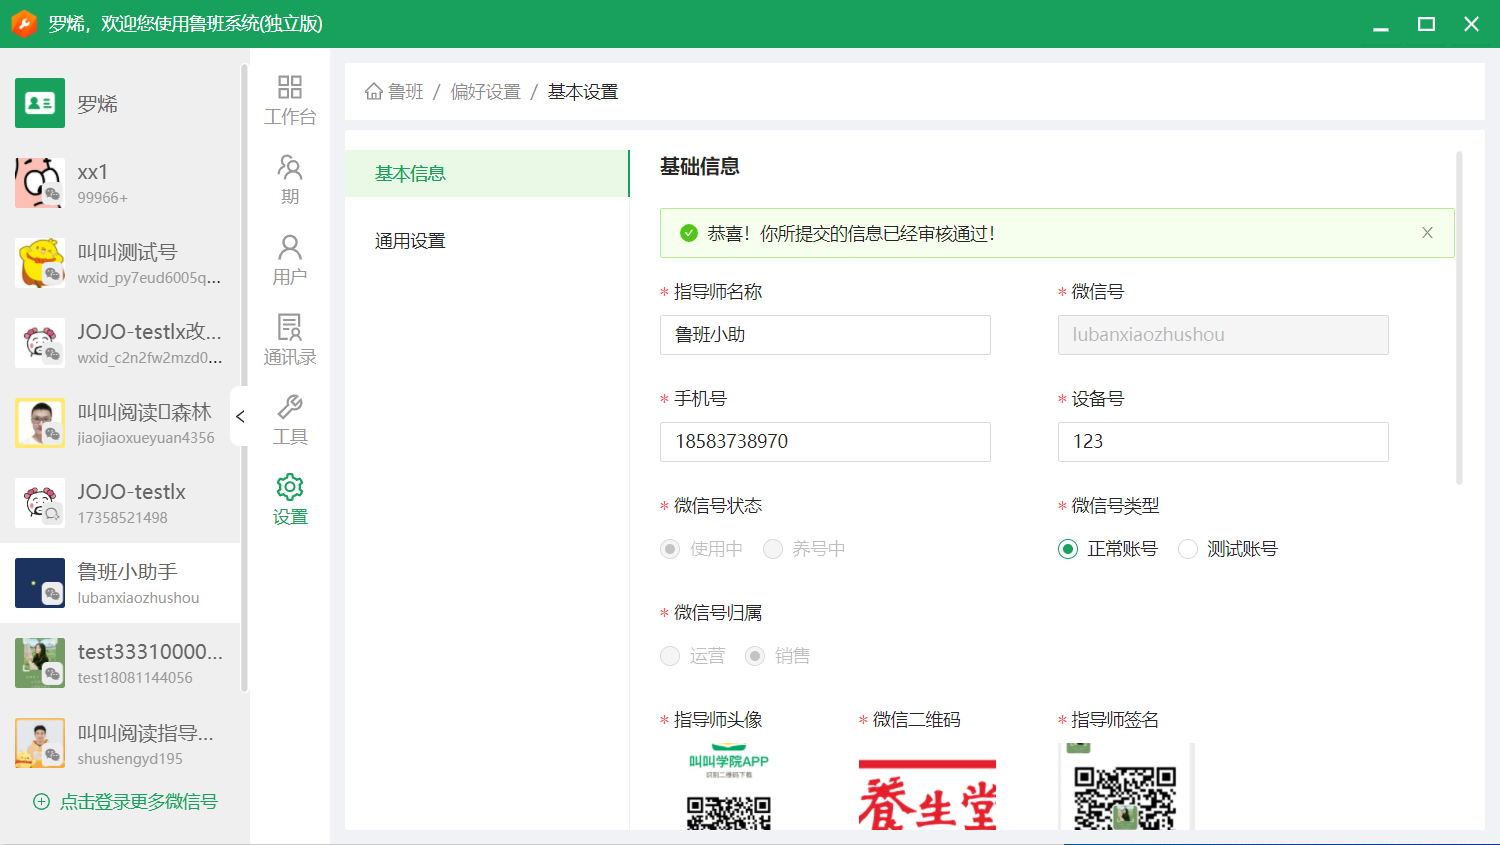 罗烯，欢迎您使用鲁班系统(独立版)
罗烯
xx1
99966+
叫叫测试号
wxid_py7eud6005q...
JOJO-testlx改...
wxid_c2n2fw2mzd0...
叫叫阅读▯森林
jiaojiaoxueyuan4356
JOJO-testlx
17358521498
鲁班小助手
lubanxiaozhushou
test33310000...
test18081144056
叫叫阅读指导...
shushengyd195
点击登录更多微信号
工作台
期
用户
通讯录
工具
设置
鲁班 / 偏好设置 / 基本设置
基本信息
通用设置
基础信息
恭喜！你所提交的信息已经审核通过！
* 指导师名称
鲁班小助
* 微信号
lubanxiaozhushou
* 手机号
18583738970
* 设备号
123
* 微信号状态
使用中 养号中
* 微信号类型
正常账号 测试账号
* 微信号归属
运营 销售
* 指导师头像
叫叫学院APP
识别二维码下载
* 微信二维码
養生堂
* 指导师签名